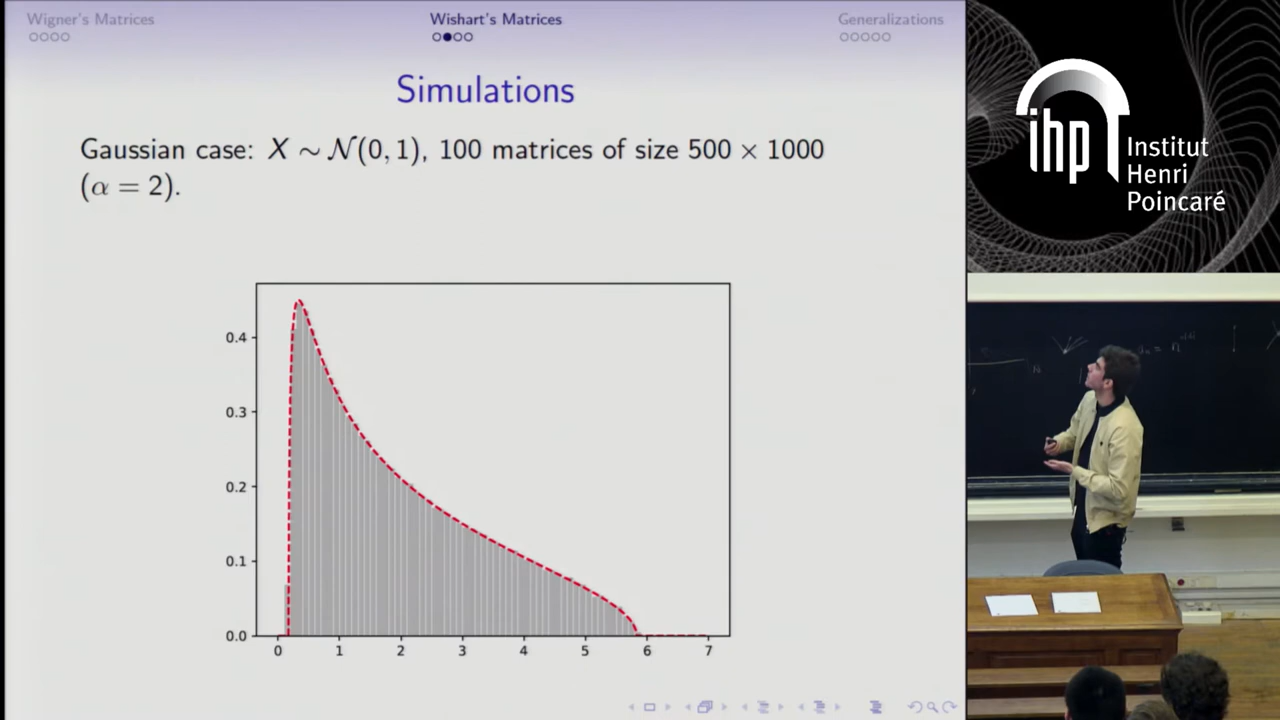 Wigner's Matrices
Wishart's Matrices
Generalizations
Simulations
Gaussian case: X ∼ 𝒩(0, 1), 100 matrices of size 500 × 1000
(α = 2).
0.4
0.3
0.2
0.1
0.0
0 1 2 3 4 5 6 7
ihp Institut
Henri
Poincaré